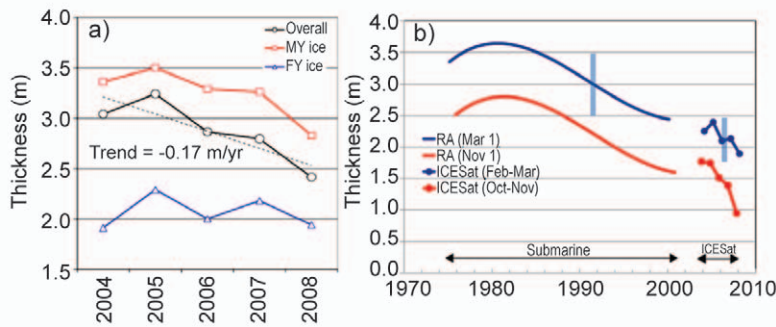 a)
Overall
MY ice
FY ice
Trend = -0.17 m/yr
Thickness (m)
4.0
3.5
3.0
2.5
2.0
1.5
2004
2005
2006
2007
2008
b)
RA (Mar 1)
RA (Nov 1)
ICESat (Feb-Mar)
ICESat (Oct-Nov)
Submarine
ICESat
Thickness (m)
4.0
3.5
3.0
2.5
2.0
1.5
1.0
0.5
0.0
1970
1980
1990
2000
2010